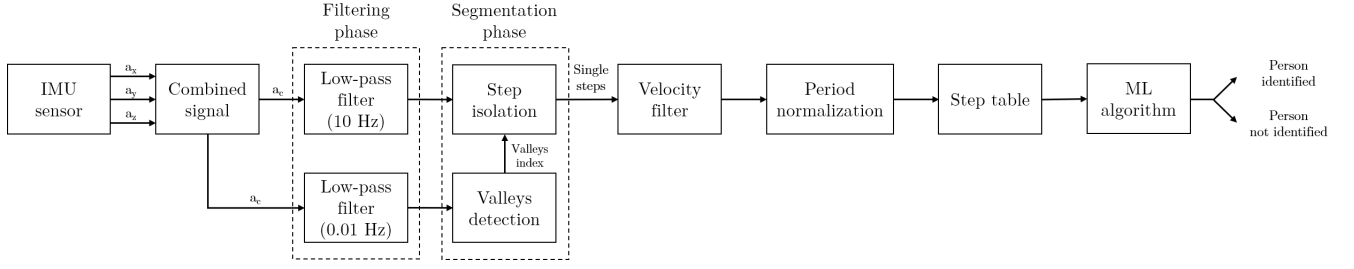 Filtering
phase
Segmentation
phase
IMU
sensor
a_x
a_y
a_z
Combined
signal
a_c
Low-pass
filter
(10 Hz)
Step
isolation
Single
steps
Velocity
filter
Period
normalization
Step table
ML
algorithm
Person
identified
Person
not identified
a_c
Low-pass
filter
(0.01 Hz)
Valleys
index
Valleys
detection